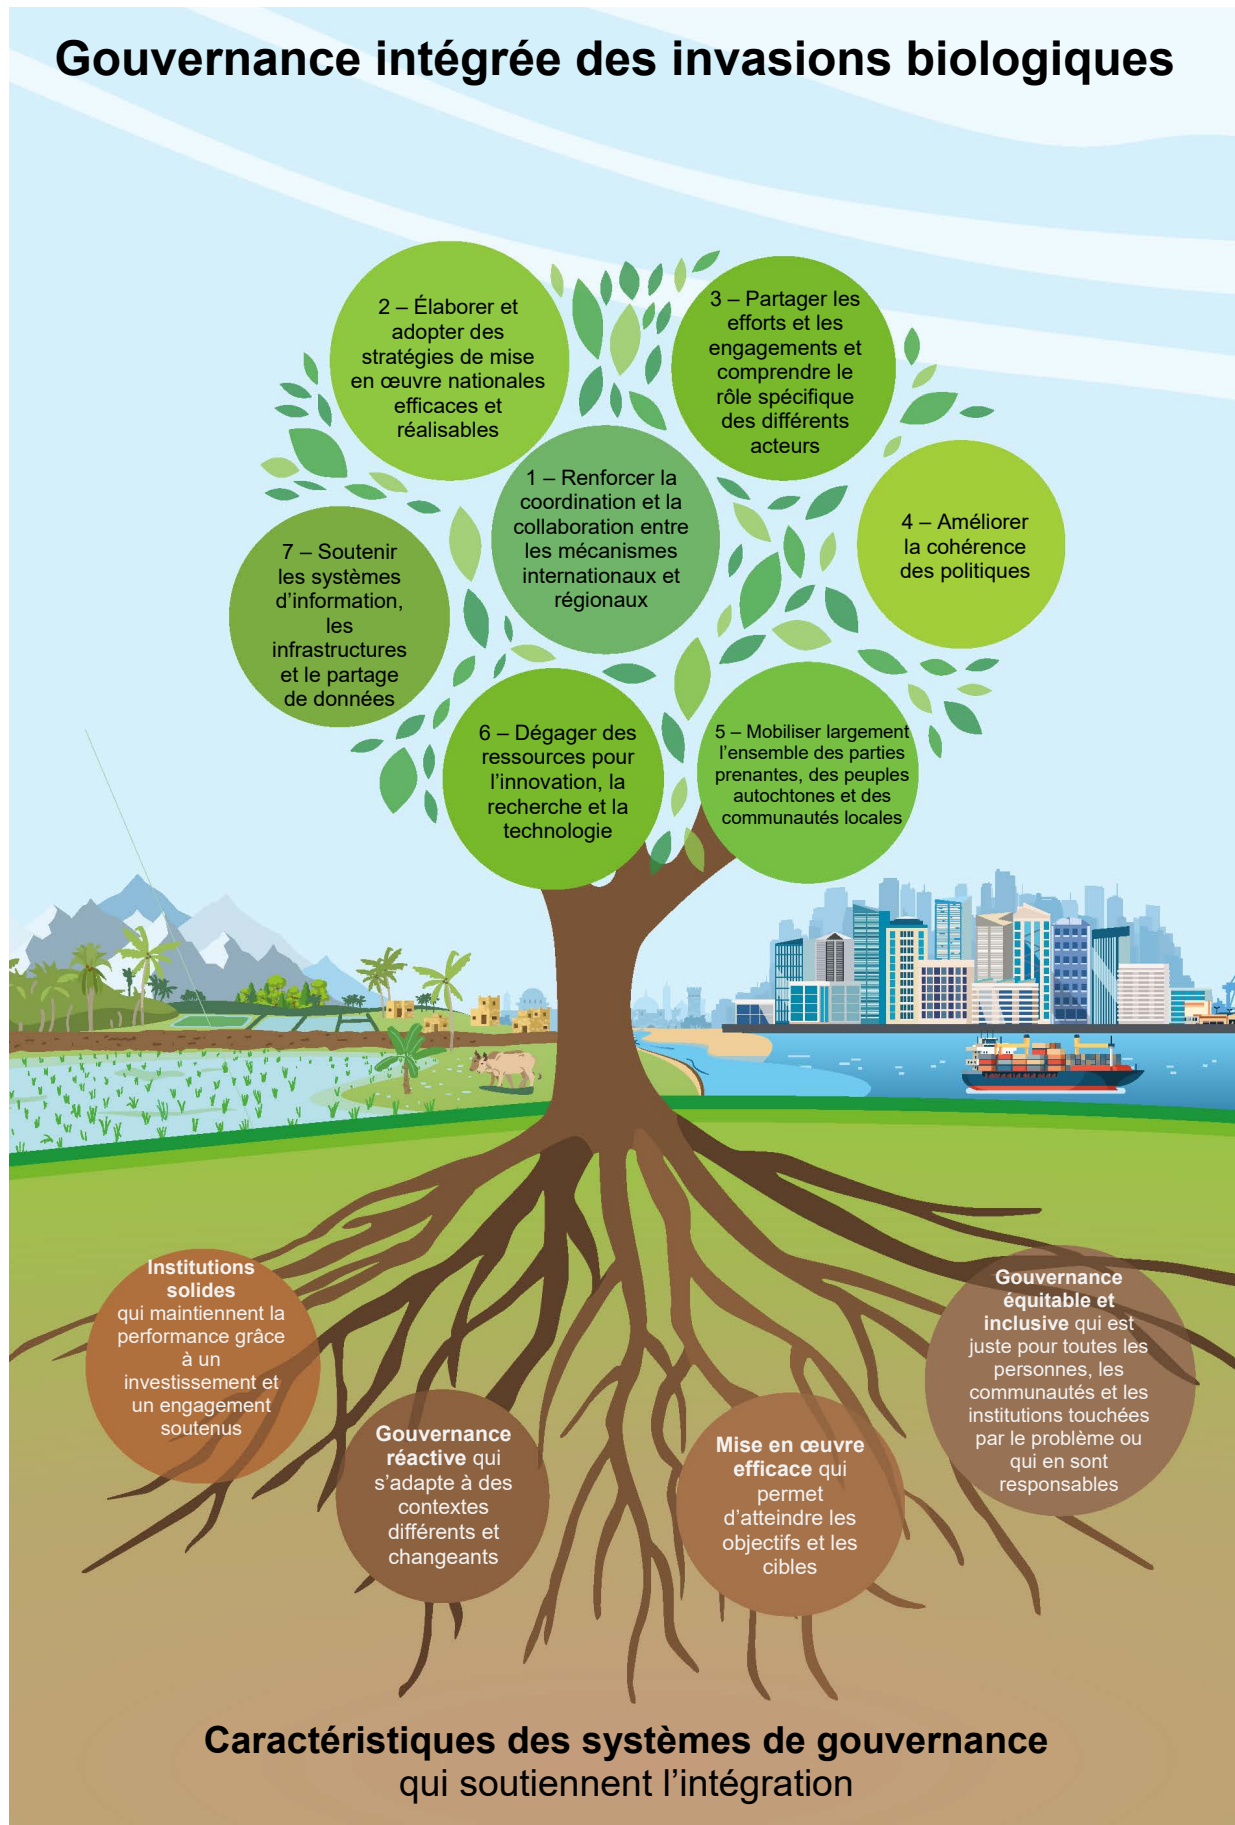 Gouvernance intégrée des invasions biologiques
2 – Élaborer et
adopter des
stratégies de mise
en œuvre nationales
efficaces et
réalisables
3 – Partager les
efforts et les
engagements et
comprendre le
rôle spécifique
des différents
acteurs
1 – Renforcer la
coordination et la
collaboration entre
les mécanismes
internationaux et
régionaux
4 – Améliorer
la cohérence
des politiques
7 – Soutenir
les systèmes
d’information,
les
infrastructures
et le partage
de données
6 – Dégager des
ressources pour
l’innovation, la
recherche et la
technologie
5 – Mobiliser largement
l’ensemble des parties
prenantes, des peuples
autochtones et des
communautés locales
Institutions
solides
qui maintiennent la
performance grâce
à un
investissement et
un engagement
soutenus
Gouvernance
réactive qui
s’adapte à des
contextes
différents et
changeants
Mise en œuvre
efficace qui
permet
d’atteindre les
objectifs et les
cibles
Gouvernance
équitable et
inclusive qui est
juste pour toutes les
personnes, les
communautés et les
institutions touchées
par le problème ou
qui en sont
responsables
Caractéristiques des systèmes de gouvernance
qui soutiennent l’intégration